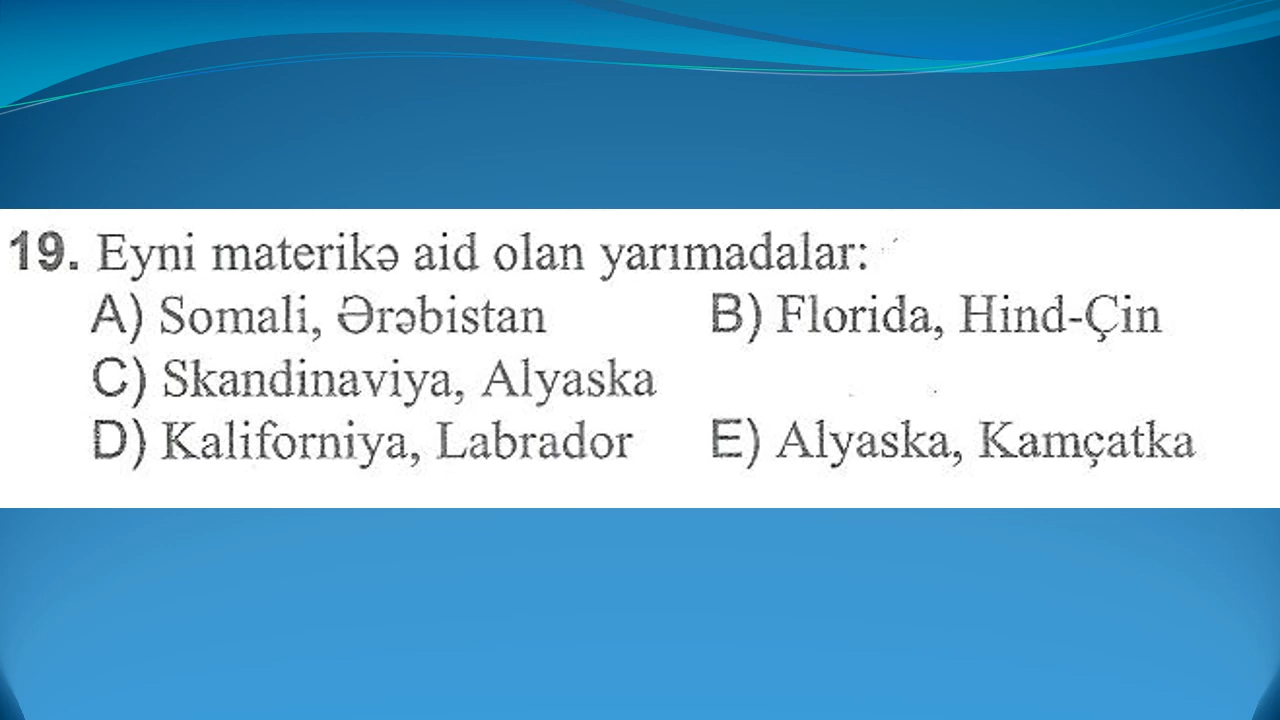 19. Eyni materikə aid olan yarımadalar:
A) Somali, Ərəbistan B) Florida, Hind-Çin
C) Skandinaviya, Alyaska
D) Kaliforniya, Labrador E) Alyaska, Kamçatka